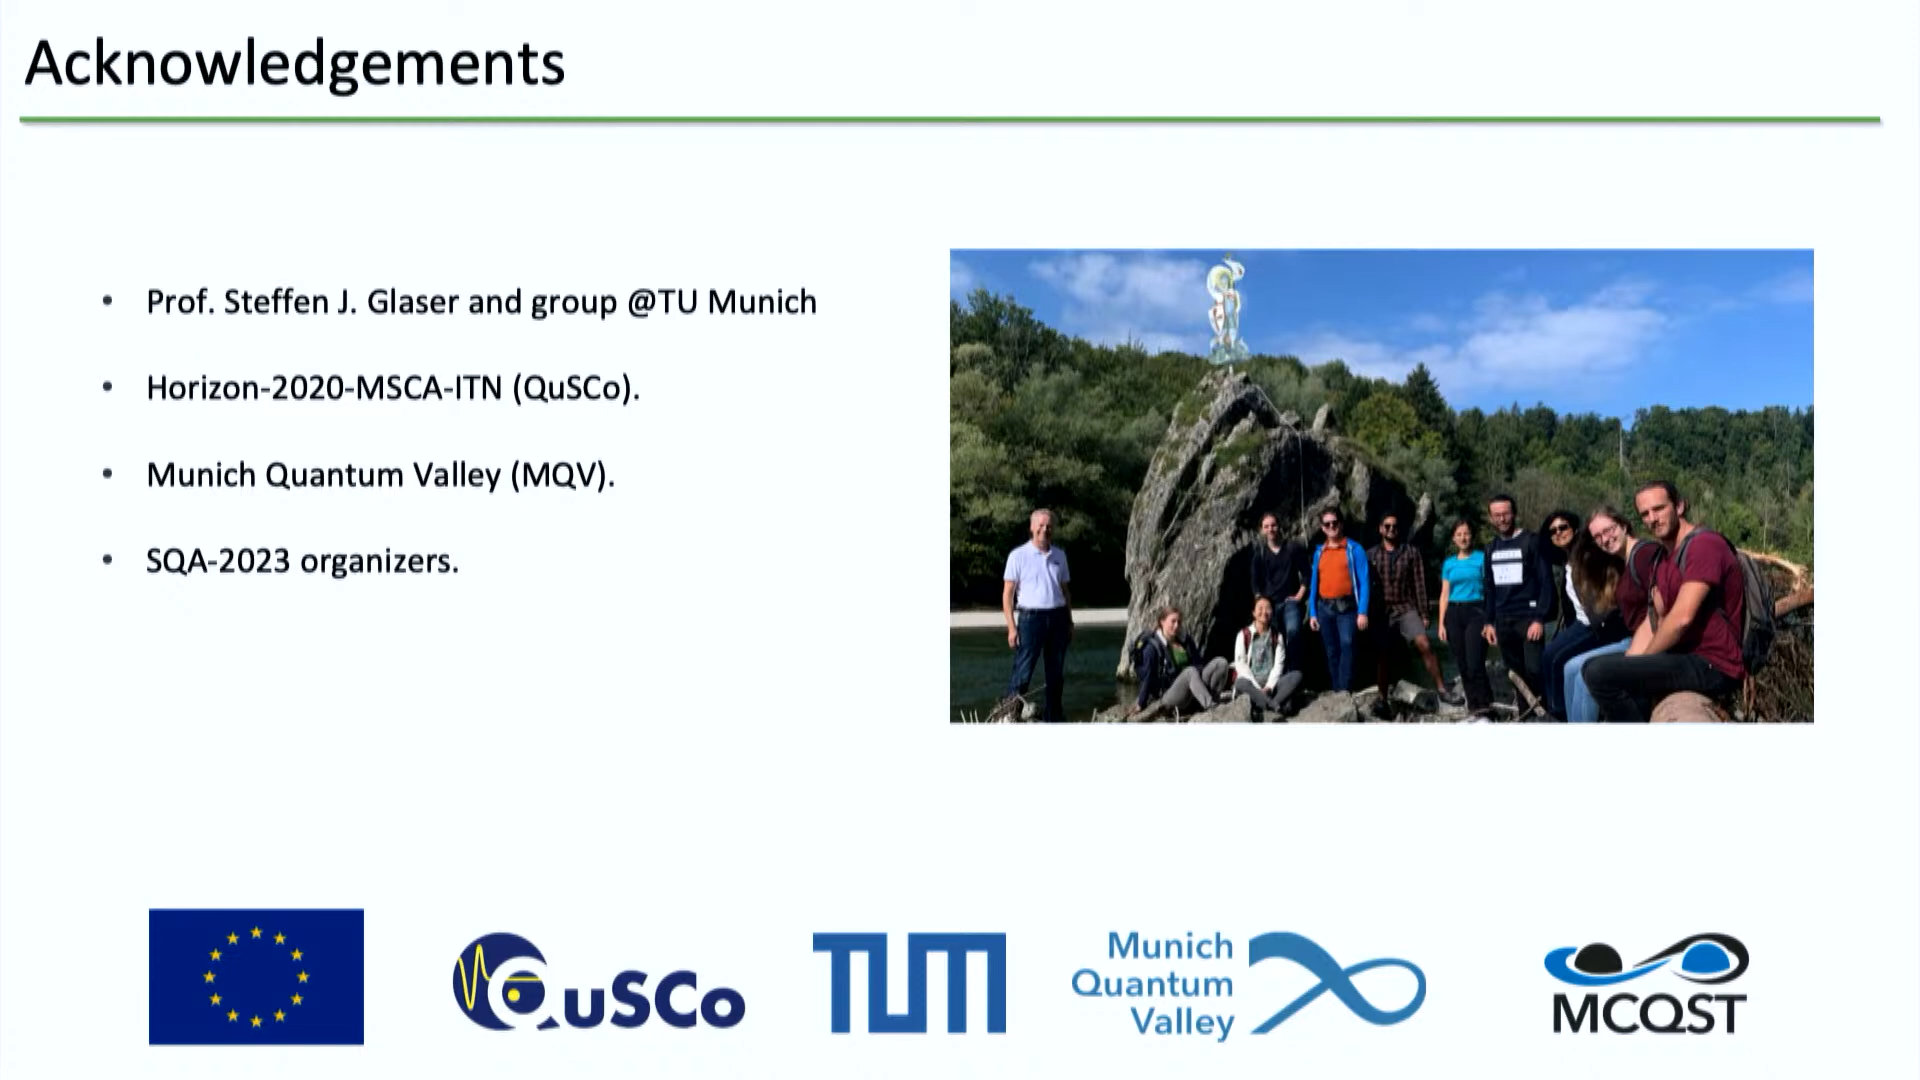 Acknowledgements
• Prof. Steffen J. Glaser and group @TU Munich
• Horizon-2020-MSCA-ITN (QuSCo).
• Munich Quantum Valley (MQV).
• SQA-2023 organizers.
QuSCo
TUM
Munich
Quantum
Valley
MCQST